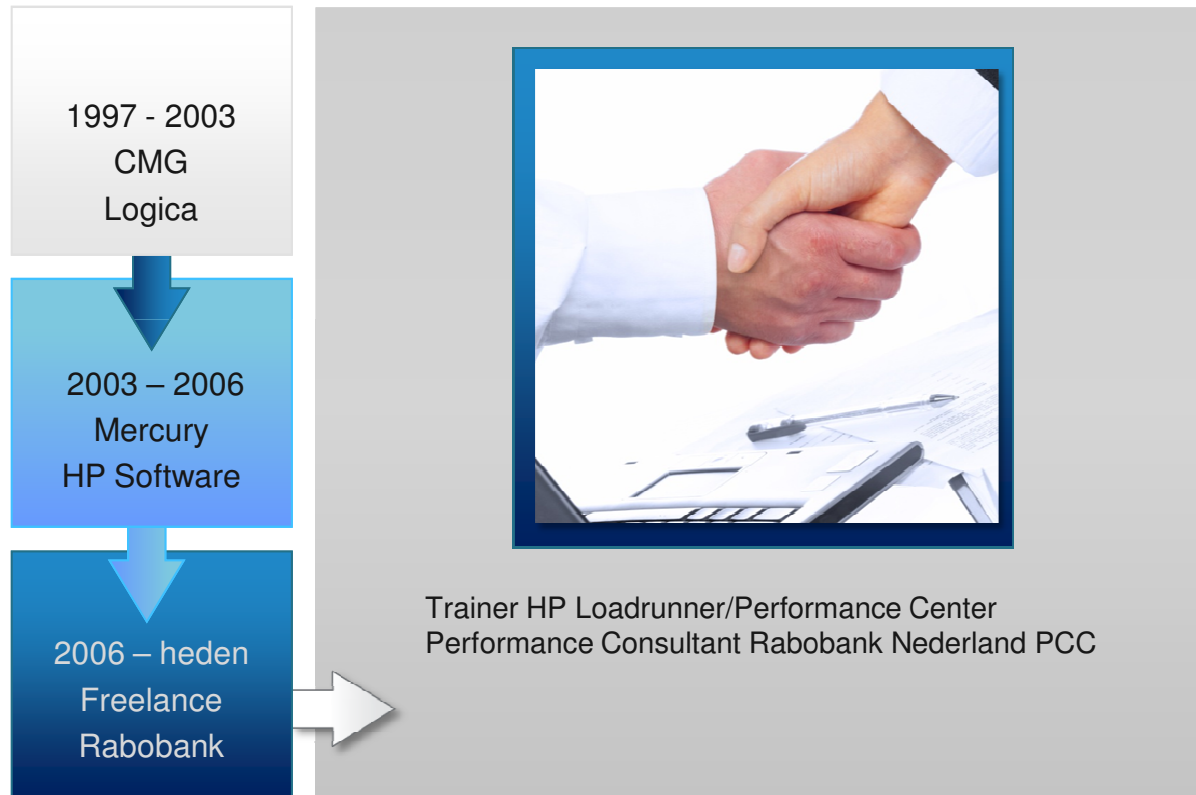 1997 - 2003
CMG
Logica
2003 – 2006
Mercury
HP Software
2006 – heden
Freelance
Rabobank
Trainer HP Loadrunner/Performance Center
Performance Consultant Rabobank Nederland PCC